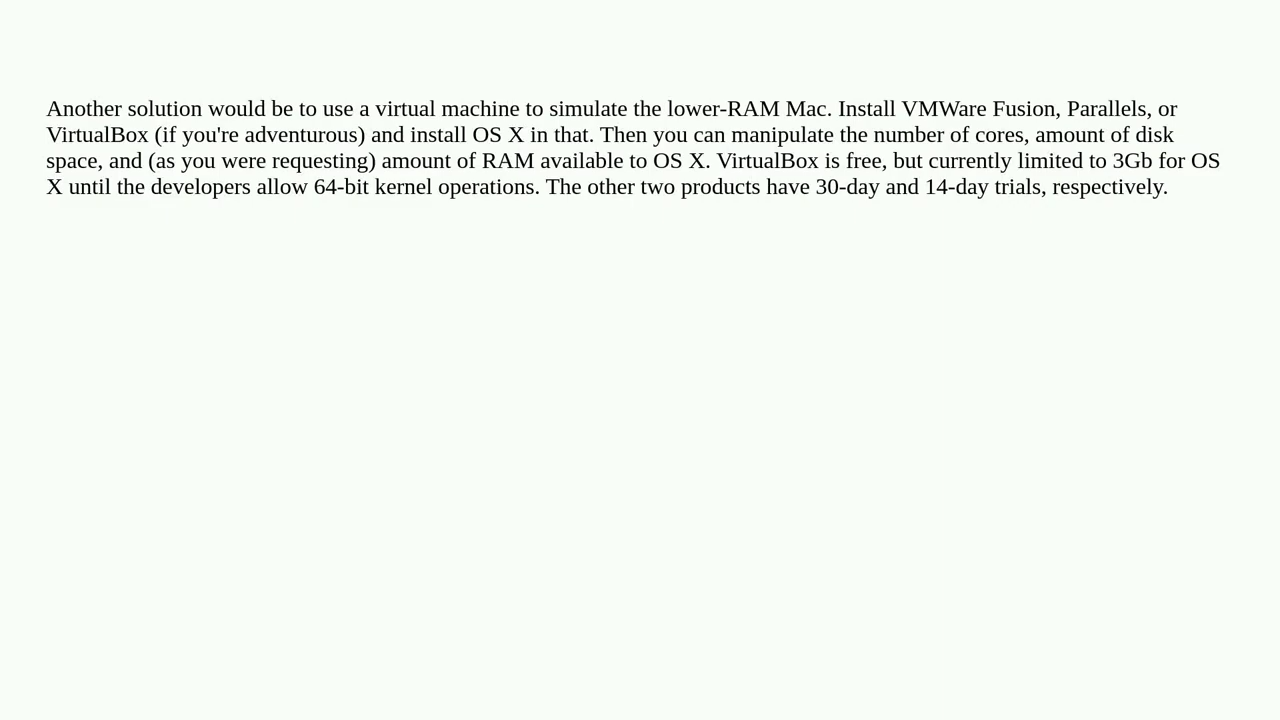 Another solution would be to use a virtual machine to simulate the lower-RAM Mac. Install VMWare Fusion, Parallels, or
VirtualBox (if you're adventurous) and install OS X in that. Then you can manipulate the number of cores, amount of disk
space, and (as you were requesting) amount of RAM available to OS X. VirtualBox is free, but currently limited to 3Gb for OS
X until the developers allow 64-bit kernel operations. The other two products have 30-day and 14-day trials, respectively.